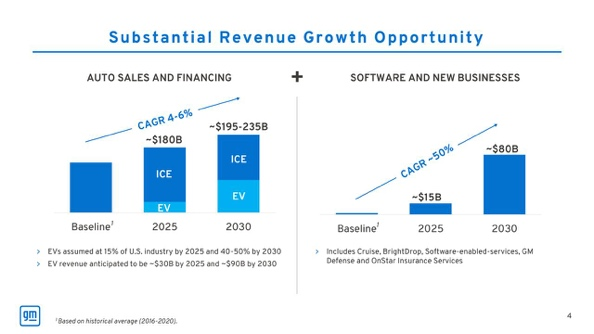 Substantial Revenue Growth Opportunity
AUTO SALES AND FINANCING
+
SOFTWARE AND NEW BUSINESSES
CAGR 4-6%
~$180B
~$195-235B
ICE
ICE
EV
EV
Baseline¹
2025
2030
CAGR ~50%
~$15B
~$80B
Baseline¹
2025
2030
> EVs assumed at 15% of U.S. industry by 2025 and 40-50% by 2030
> EV revenue anticipated to be ~$30B by 2025 and ~$90B by 2030
> Includes Cruise, BrightDrop, Software-enabled-services, GM
Defense and OnStar Insurance Services
gm
¹Based on historical average (2016-2020).
4